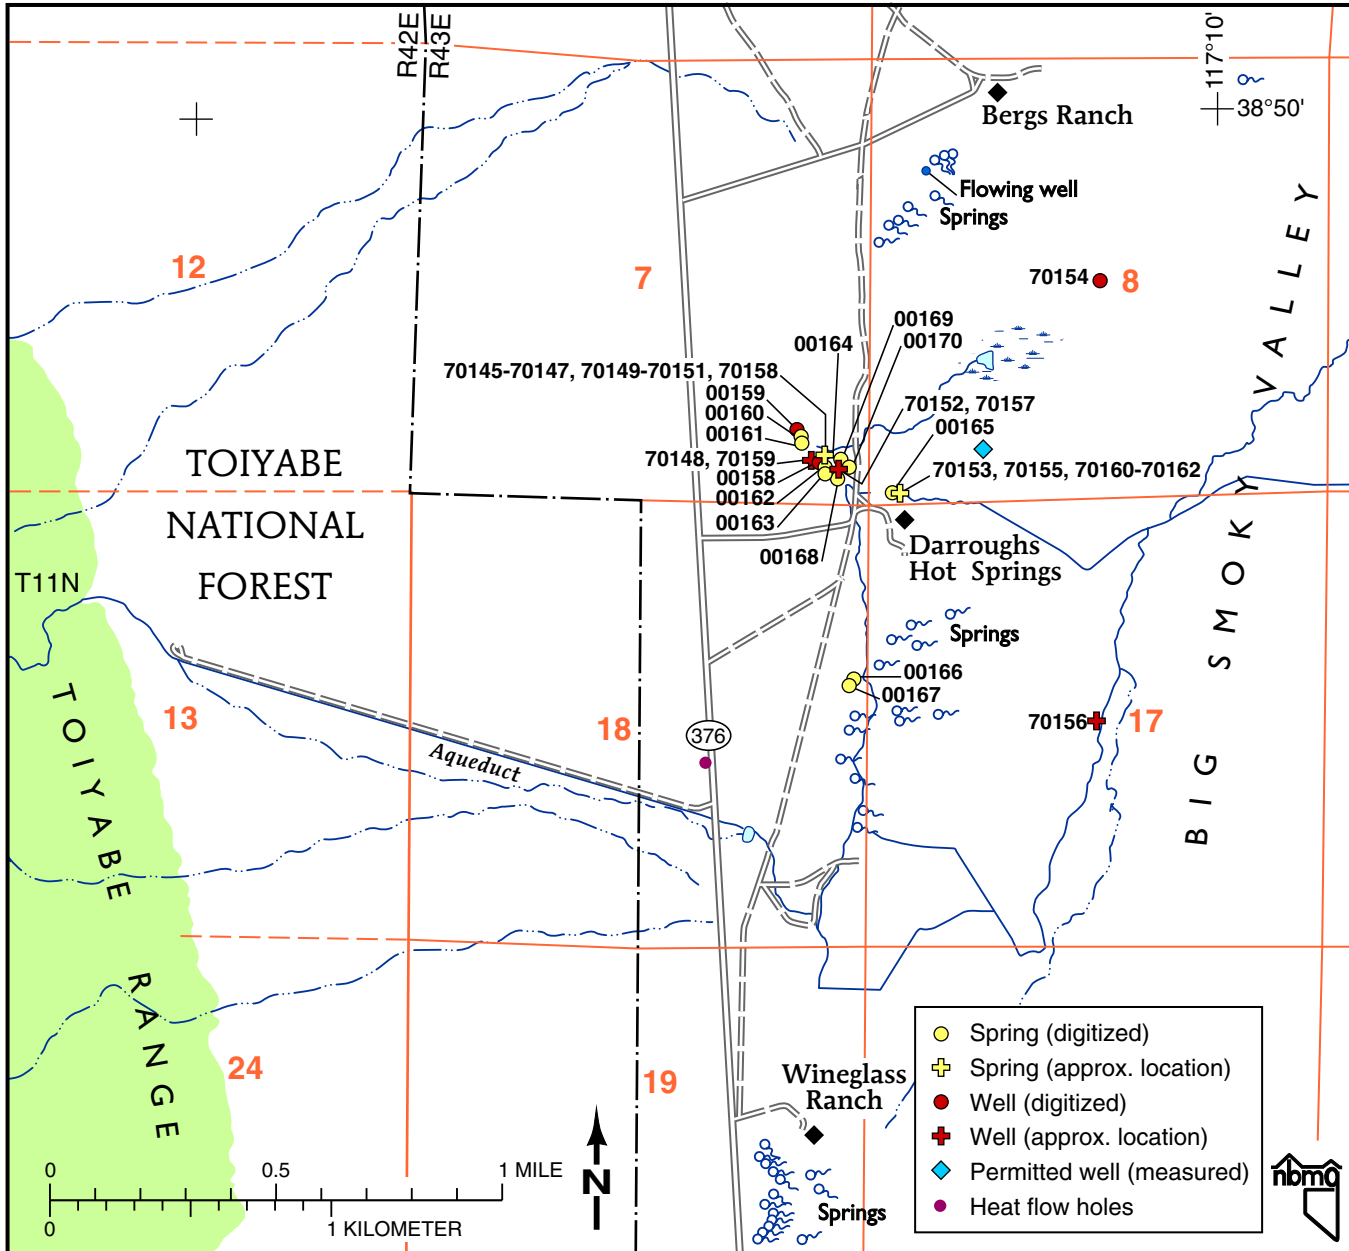 R42E
R43E
117°10'
38°50'
Bergs Ranch
Flowing well
Springs
12
7
70154
8
00169
00164
00170
70145-70147, 70149-70151, 70158
00159
70152, 70157
00160
00165
00161
70148, 70159
70153, 70155, 70160-70162
00158
00162
00163
00168
TOIYABE
NATIONAL
FOREST
Darroughs
Hot Springs
T11N
Springs
00166
00167
13
18
376
70156
17
Aqueduct
BIG SMOKY VALLEY
TOIYABE RANGE
24
19
Wineglass
Ranch
Springs
N
0 0.5 1 MILE
0 1 KILOMETER
Spring (digitized)
Spring (approx. location)
Well (digitized)
Well (approx. location)
Permitted well (measured)
Heat flow holes
nbmg